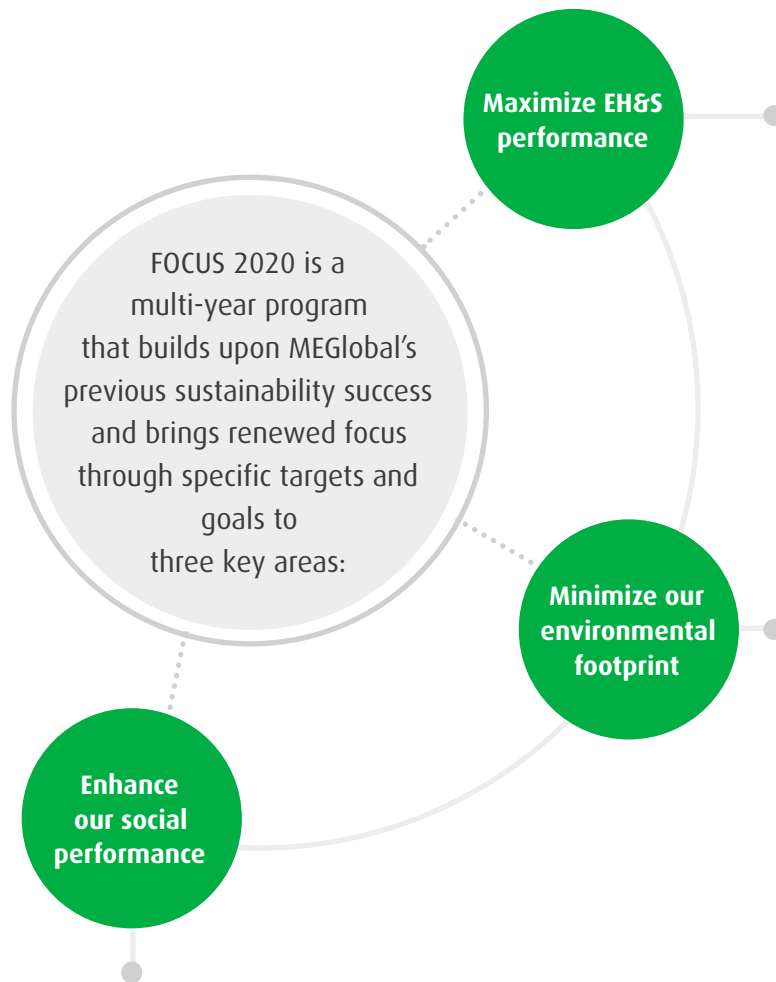 Maximize EH&S
performance
FOCUS 2020 is a
multi-year program
that builds upon MEGlobal’s
previous sustainability success
and brings renewed focus
through specific targets and
goals to
three key areas:
Minimize our
environmental
footprint
Enhance
our social
performance